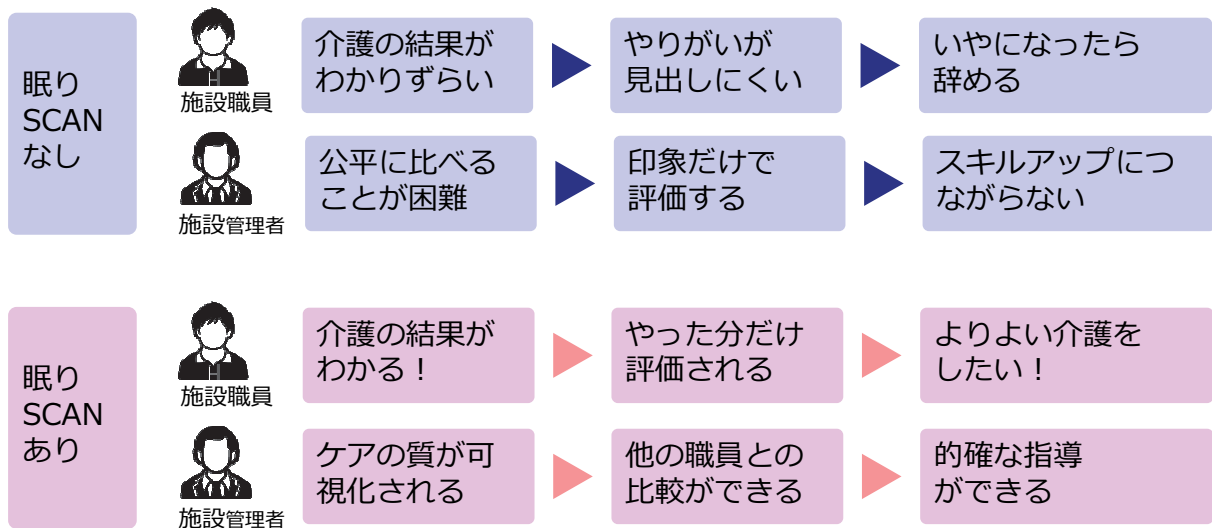 眠り
SCAN
なし
施設職員
介護の結果が
わかりずらい
やりがいが
見出しにくい
いやになったら
辞める
施設管理者
公平に比べる
ことが困難
印象だけで
評価する
スキルアップにつ
ながらない
眠り
SCAN
あり
施設職員
介護の結果が
わかる！
やった分だけ
評価される
よりよい介護を
したい！
施設管理者
ケアの質が可
視化される
他の職員との
比較ができる
的確な指導
ができる